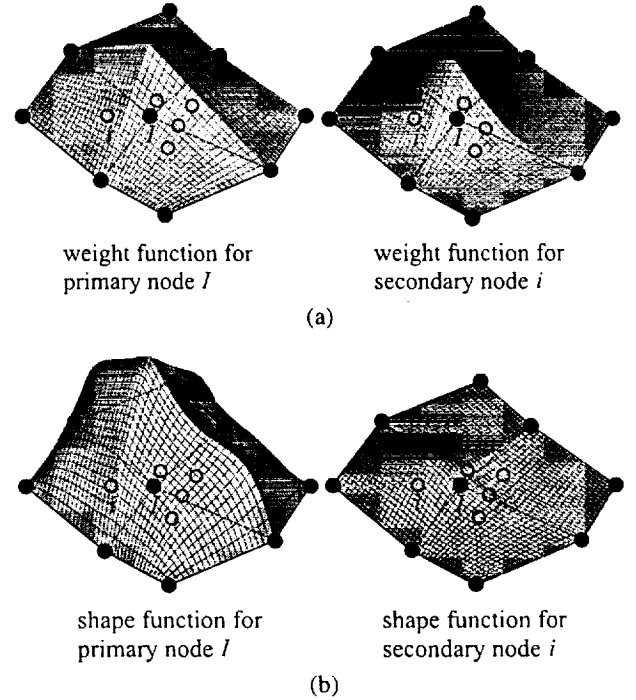 weight function for
primary node I
weight function for
secondary node i
(a)
shape function for
primary node I
shape function for
secondary node i
(b)